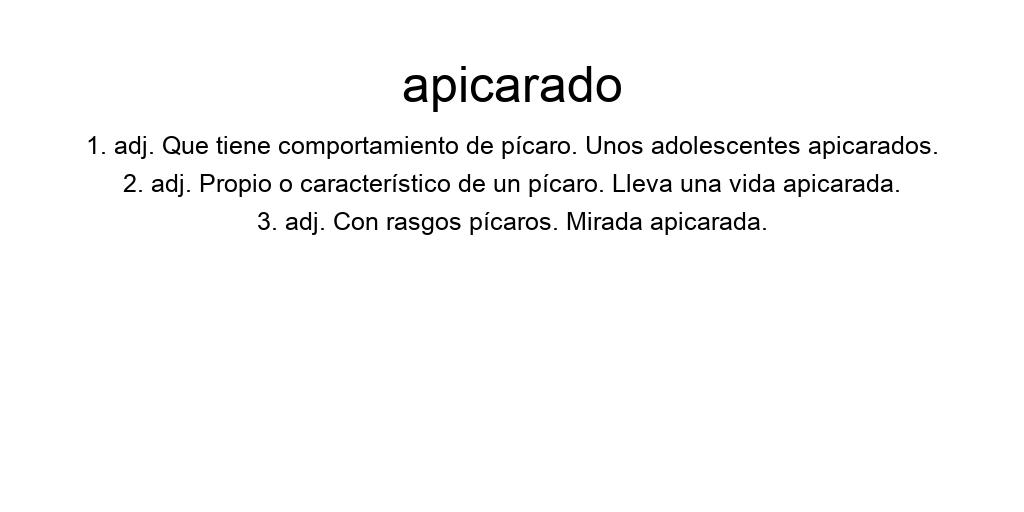 apicarado
1. adj. Que tiene comportamiento de pícaro. Unos adolescentes apicarados.
2. adj. Propio o característico de un pícaro. Lleva una vida apicarada.
3. adj. Con rasgos pícaros. Mirada apicarada.